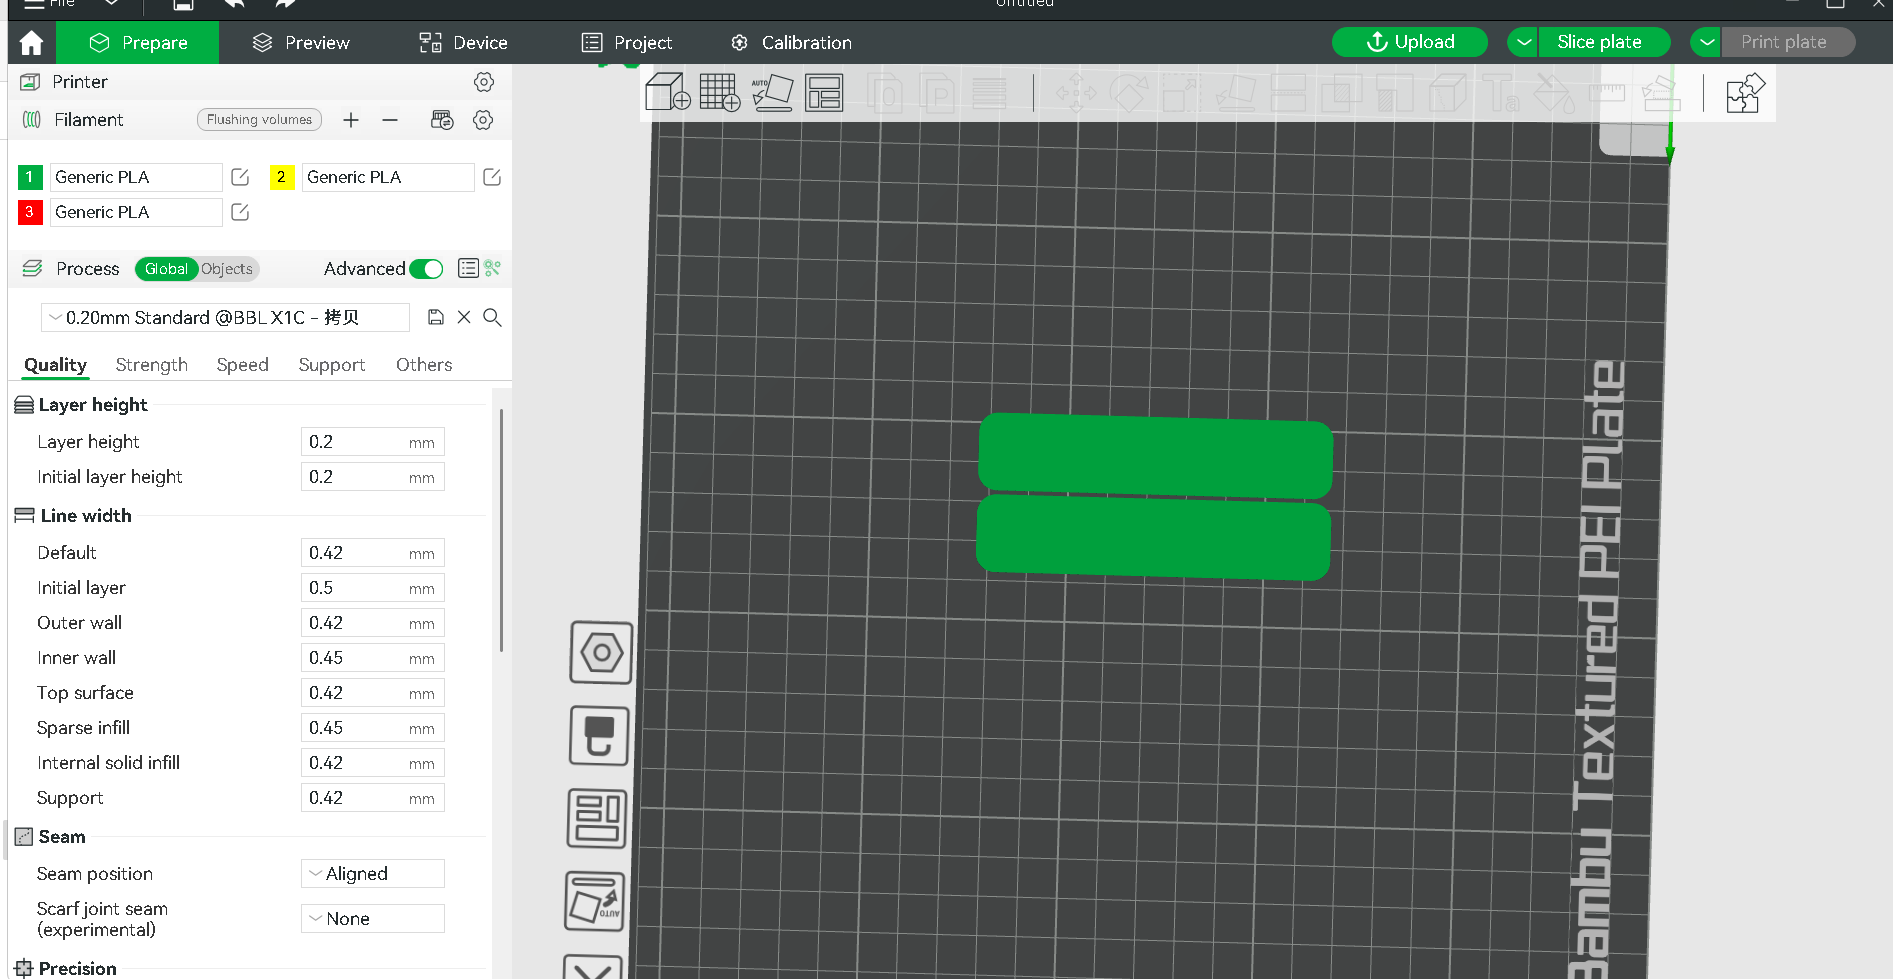 File
Untitled
Prepare
Preview
Device
Project
Calibration
Upload
Slice plate
Print plate
Printer
Filament
Flushing volumes
1 Generic PLA
2 Generic PLA
3 Generic PLA
Process
Global Objects
Advanced
0.20mm Standard @BBL X1C - 拷贝
Quality
Strength
Speed
Support
Others
Layer height
Layer height 0.2 mm
Initial layer height 0.2 mm
Line width
Default 0.42 mm
Initial layer 0.5 mm
Outer wall 0.42 mm
Inner wall 0.45 mm
Top surface 0.42 mm
Sparse infill 0.45 mm
Internal solid infill 0.42 mm
Support 0.42 mm
Seam
Seam position Aligned
Scarf joint seam
(experimental) None
Precision
AUTO
AUTO
Bambu Textured PEI Plate